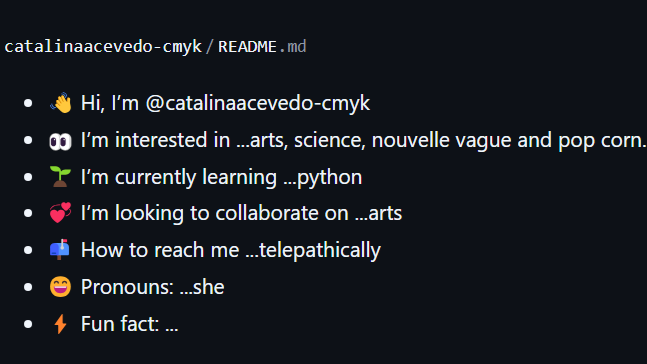 catalinaacevedo-cmyk/README.md
👋 Hi, I’m @catalinaacevedo-cmyk
👀 I’m interested in ...arts, science, nouvelle vague and pop corn.
🌱 I’m currently learning ...python
💞️ I’m looking to collaborate on ...arts
📫 How to reach me ...telepathically
😄 Pronouns: ...she
⚡ Fun fact: ...